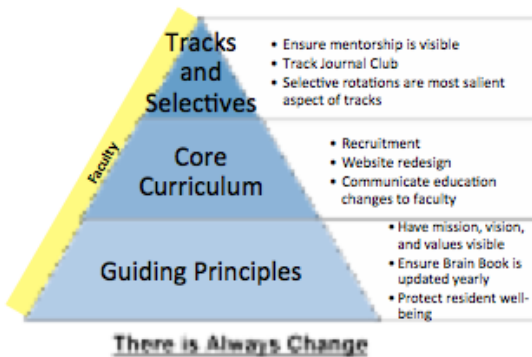 Tracks
and
Selectives
• Ensure mentorship is visible
• Track Journal Club
• Selective rotations are most salient
aspect of tracks
Faculty
Core
Curriculum
• Recruitment
• Website redesign
• Communicate education
changes to faculty
Guiding Principles
• Have mission, vision,
and values visible
• Ensure Brain Book is
updated yearly
• Protect resident well-
being
There is Always Change